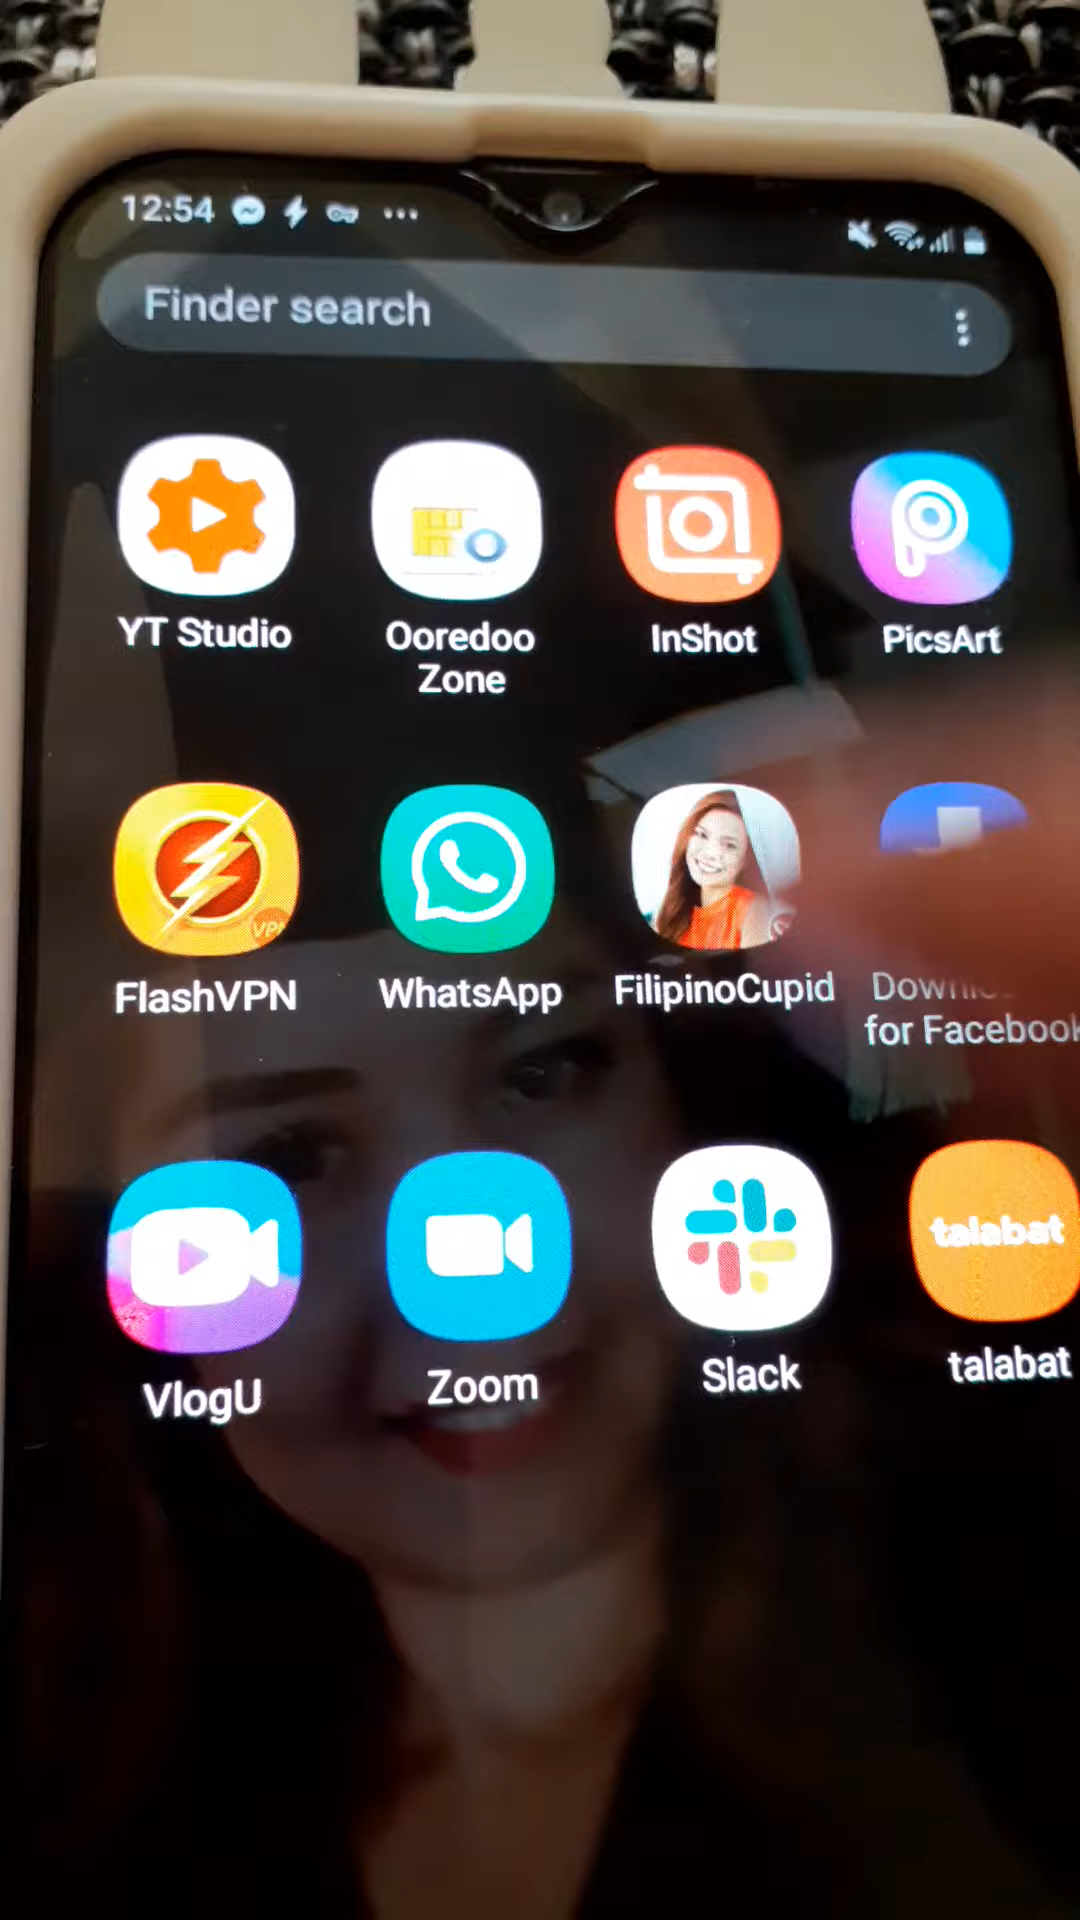 12:54
Finder search
YT Studio
Ooredoo
Zone
InShot
PicsArt
VPN
FlashVPN
WhatsApp
FilipinoCupid
for Facebook
talabat
VlogU
Zoom
Slack
talabat